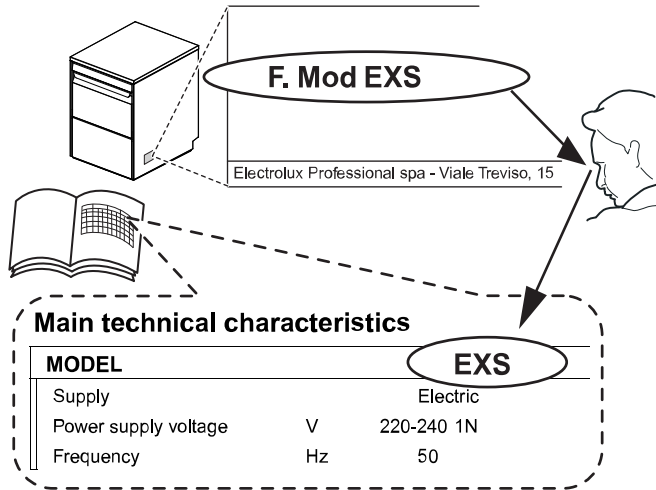 F. Mod EXS
Electrolux Professional spa - Viale Treviso, 15
Main technical characteristics
MODEL EXS
Supply Electric
Power supply voltage V 220-240 1N
Frequency Hz 50